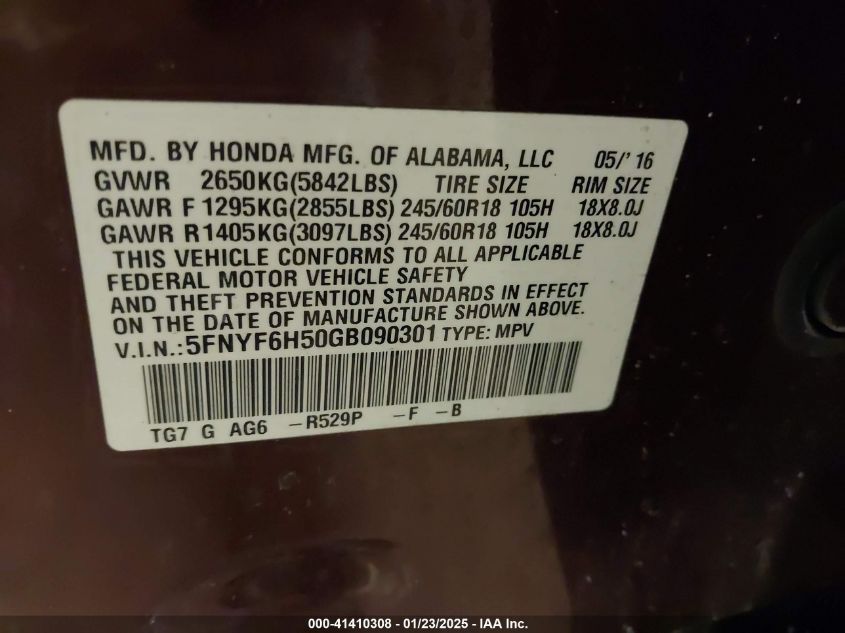 MFD. BY HONDA MFG. OF ALABAMA, LLC 05/'16
GVWR 2650KG(5842LBS) TIRE SIZE RIM SIZE
GAWR F 1295KG(2855LBS) 245/60R18 105H 18X8.0J
GAWR R 1405KG(3097LBS) 245/60R18 105H 18X8.0J
THIS VEHICLE CONFORMS TO ALL APPLICABLE
FEDERAL MOTOR VEHICLE SAFETY
AND THEFT PREVENTION STANDARDS IN EFFECT
ON THE DATE OF MANUFACTURE SHOWN ABOVE.
V.I.N.:5FNYF6H50GB090301 TYPE: MPV
TG7 G AG6 -R529P -F -B
000-41410308 - 01/23/2025 - IAA Inc.